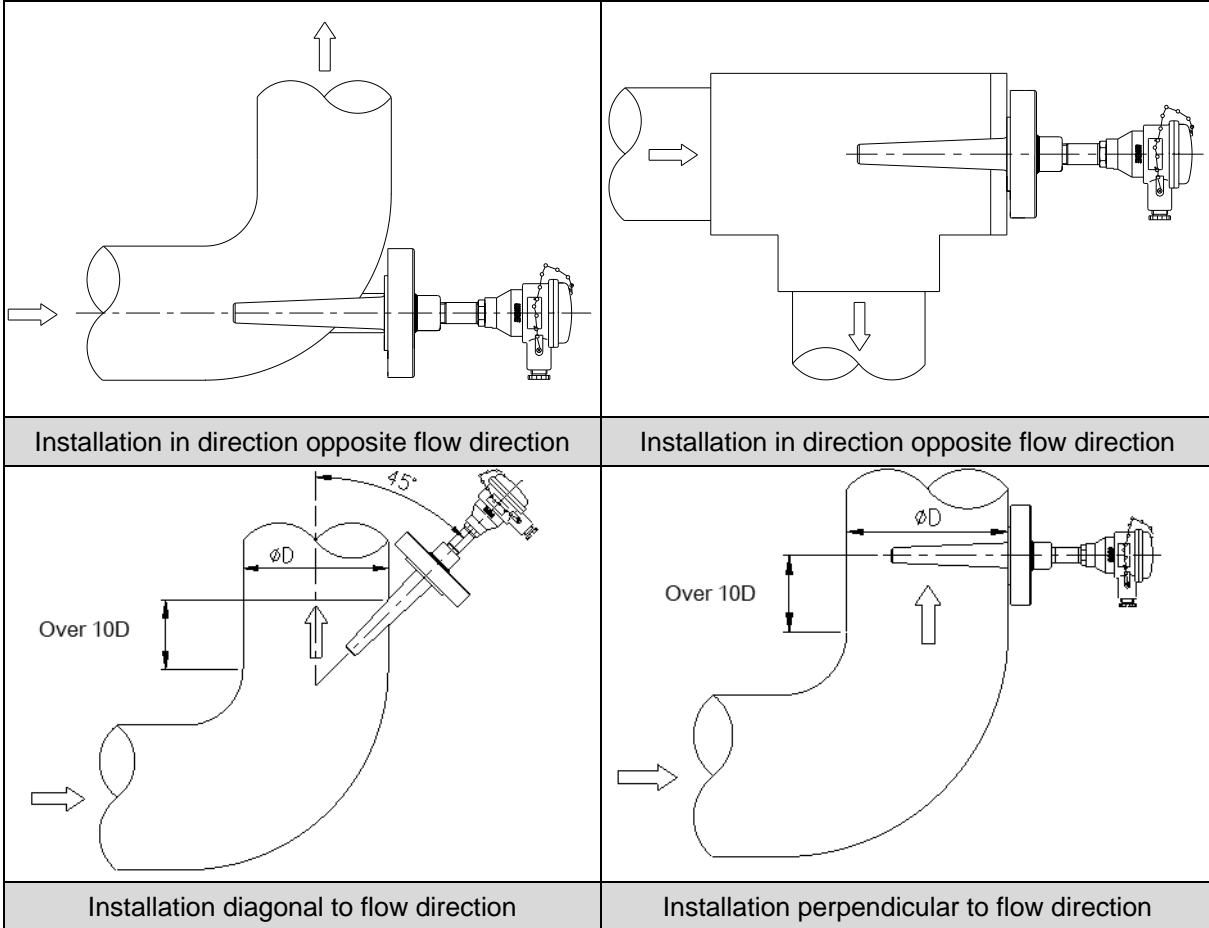 Installation in direction opposite flow direction
Installation in direction opposite flow direction
45°
øD
Over 10D
øD
Over 10D
Installation diagonal to flow direction
Installation perpendicular to flow direction